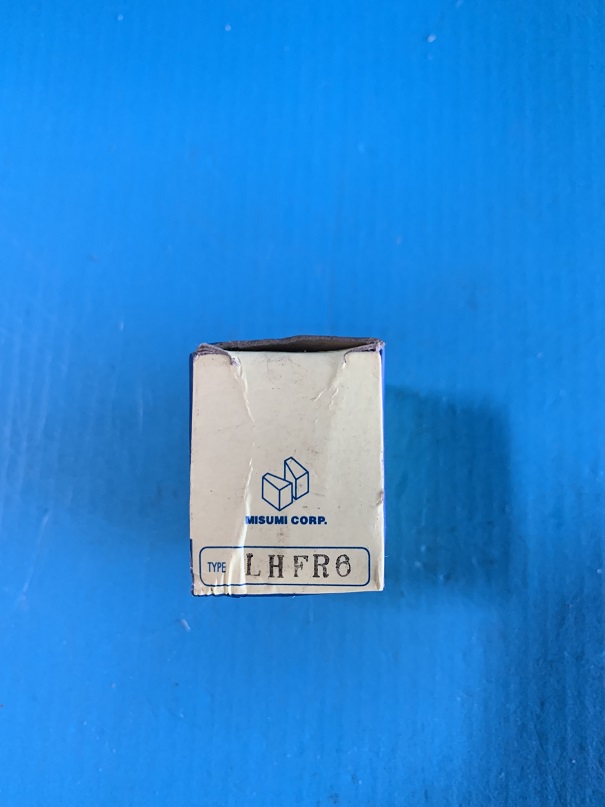 MISUMI CORP.
TYPE LHFR6